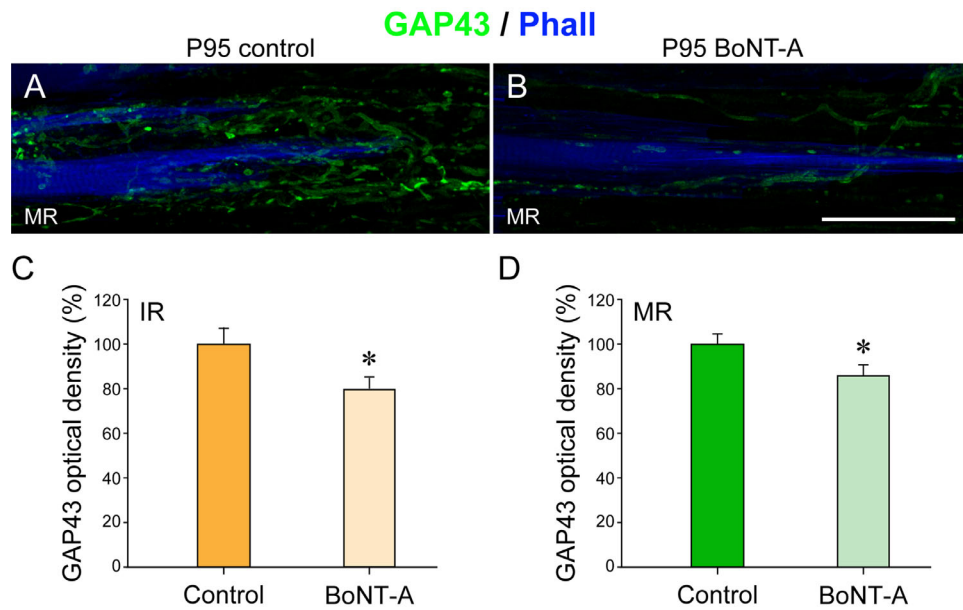 GAP43 / Phall
P95 control
P95 BoNT-A
A
B
MR
MR
C
D
GAP43 optical density (%)
120
100
80
60
40
20
0
IR
*
Control
BoNT-A
GAP43 optical density (%)
120
100
80
60
40
20
0
MR
*
Control
BoNT-A